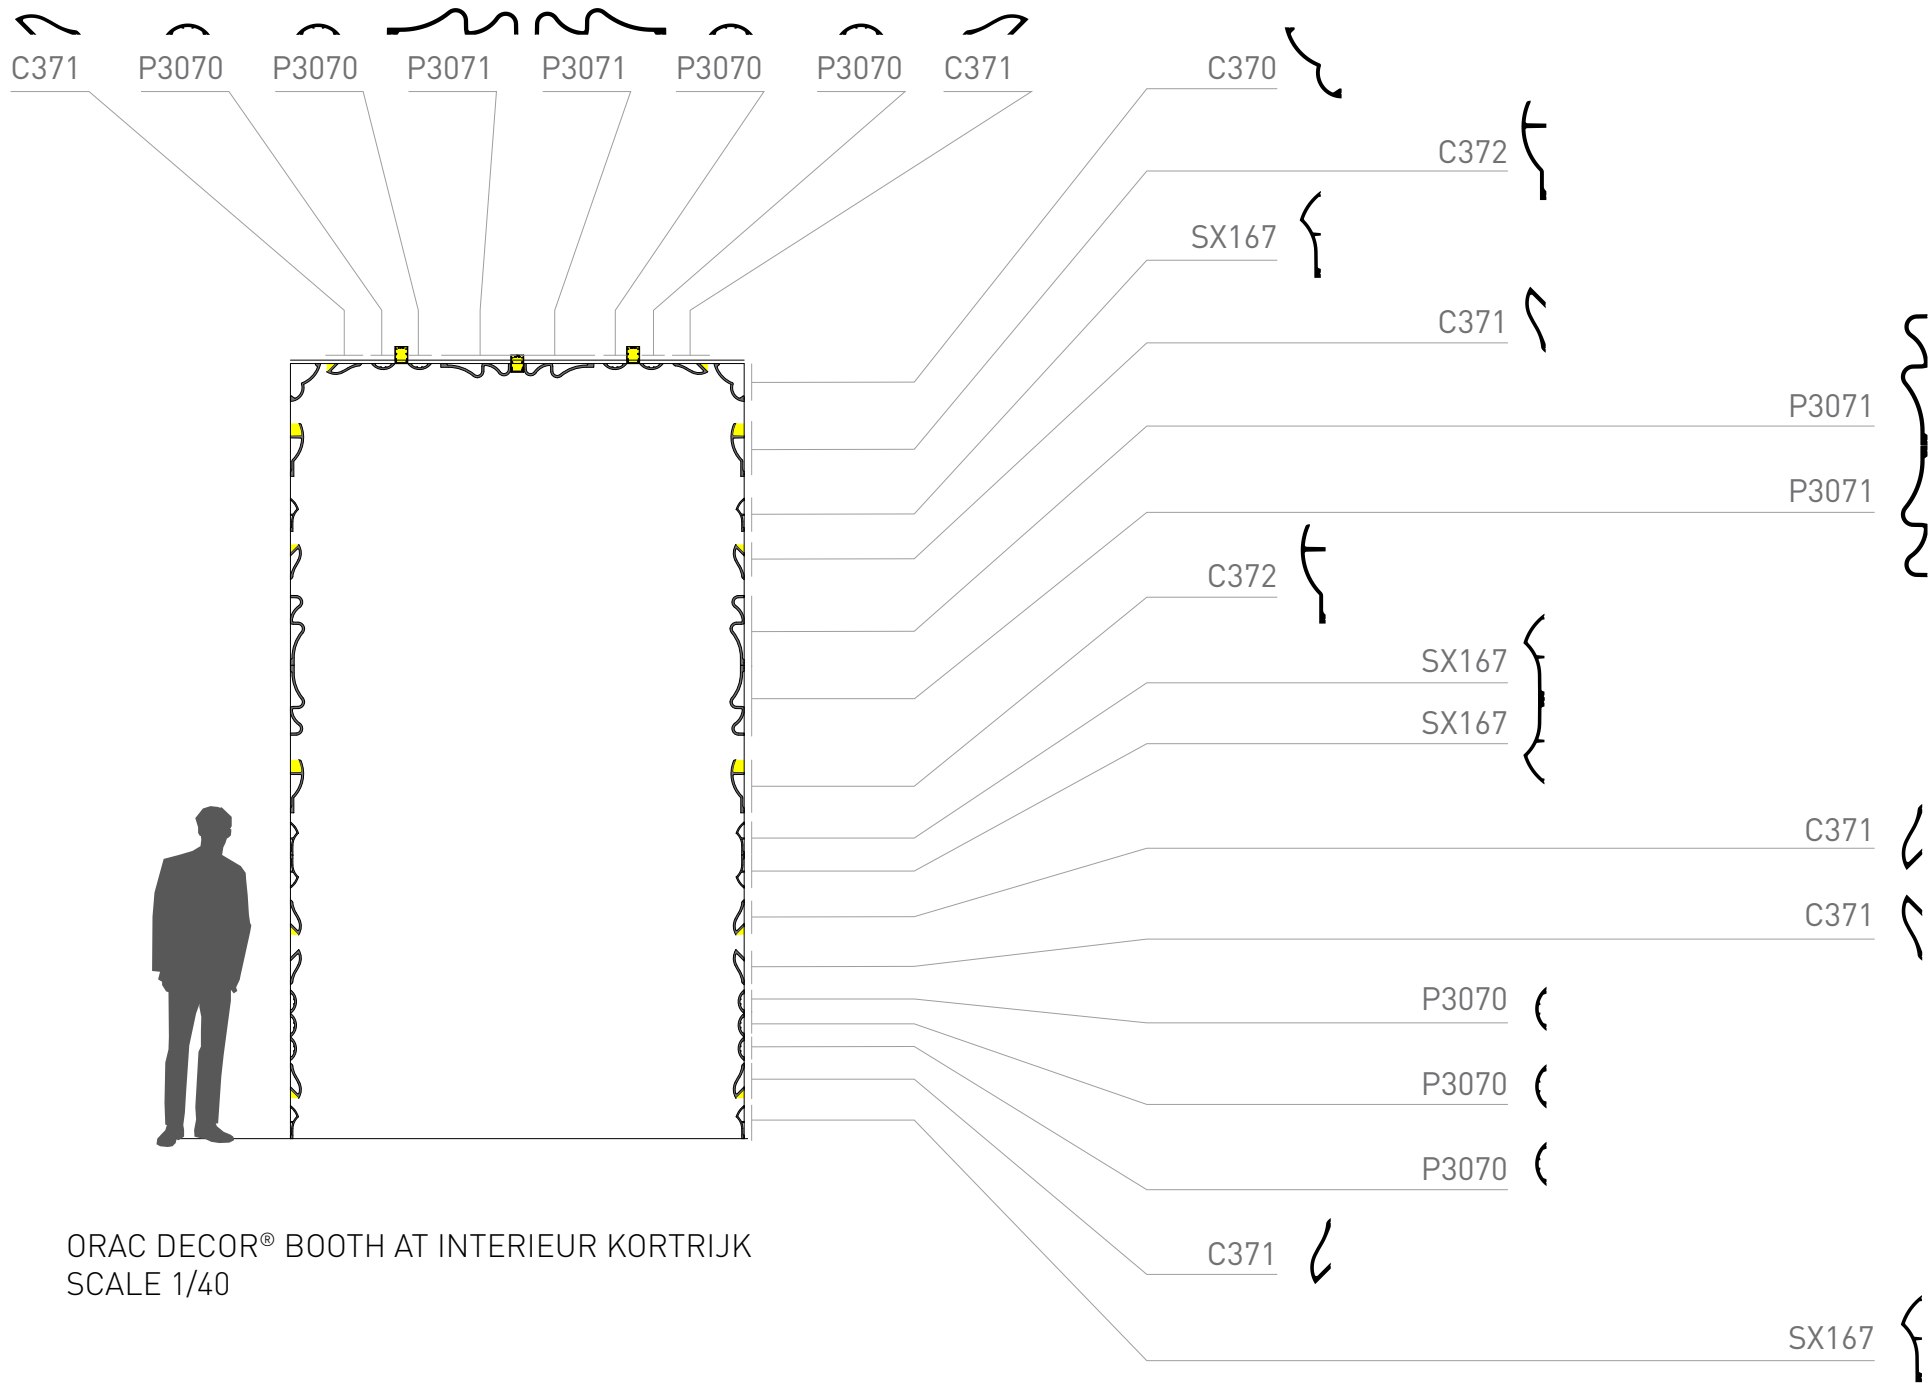 C371 P3070 P3070 P3071 P3071 P3070 P3070 C371
C370
C372
SX167
C371
P3071
P3071
C372
SX167
SX167
C371
C371
P3070
P3070
P3070
C371
SX167
ORAC DECOR® BOOTH AT INTERIEUR KORTRIJK
SCALE 1/40